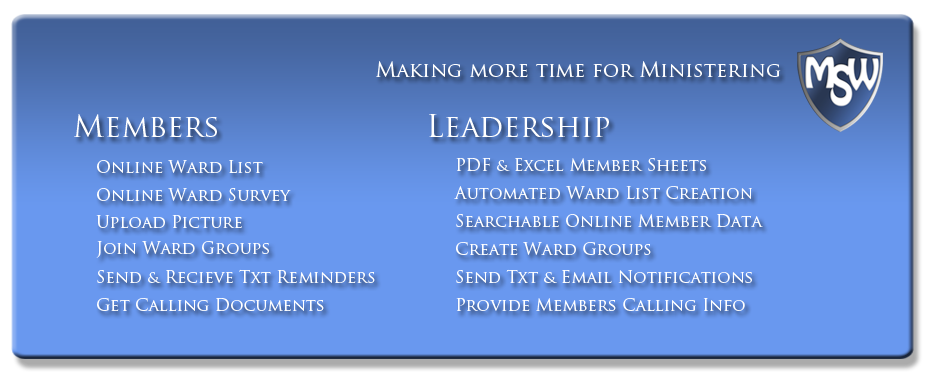 Making more time for Ministering
MSW
Members
Online Ward List
Online Ward Survey
Upload Picture
Join Ward Groups
Send & Recieve Txt Reminders
Get Calling Documents
Leadership
PDF & Excel Member Sheets
Automated Ward List Creation
Searchable Online Member Data
Create Ward Groups
Send Txt & Email Notifications
Provide Members Calling Info